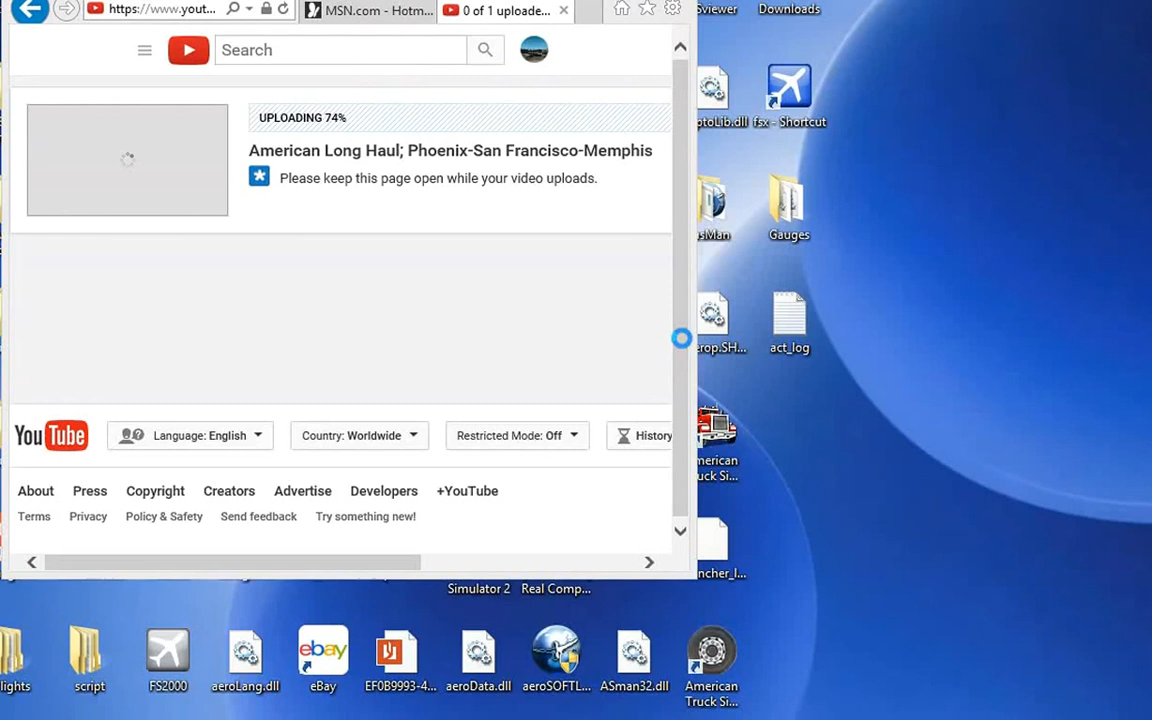 https://www.yout...
MSN.com - Hotm...
0 of 1 uploade...
Search
UPLOADING 74%
American Long Haul; Phoenix-San Francisco-Memphis
Please keep this page open while your video uploads.
YouTube
Language: English
Country: Worldwide
Restricted Mode: Off
History
About
Press
Copyright
Creators
Advertise
Developers
+YouTube
Terms
Privacy
Policy & Safety
Send feedback
Try something new!
sviewer
Downloads
ptoLib.dll
fsx - Shortcut
usMan
Gauges
rop.SH...
act_log
merican
uck Si...
ncher_l...
Simulator 2
Real Comp...
lights
script
FS2000
aeroLang.dll
eBay
EF0B9993-4...
aeroData.dll
aeroSOFTL...
ASman32.dll
American
Truck Si...